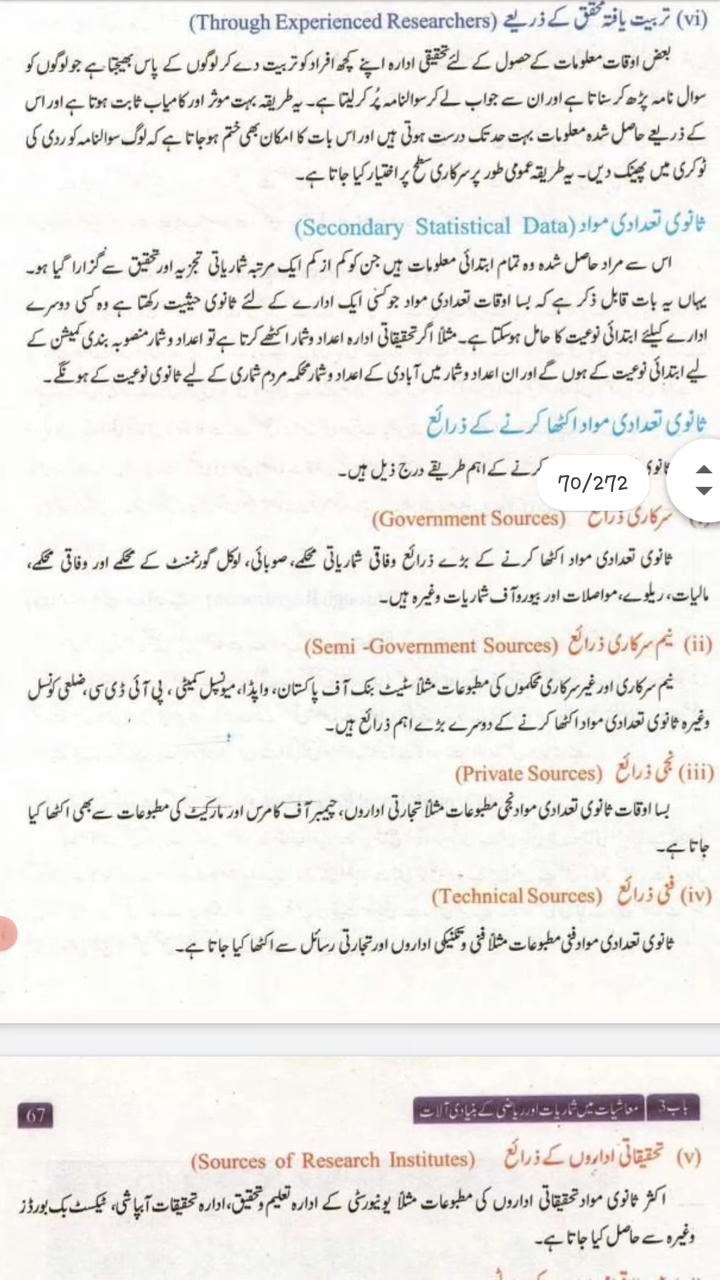 (vi) تربیت یافتہ محقق کے ذریعے (Through Experienced Researchers)
بعض اوقات معلومات کے حصول کے لئے تحقیقی ادارہ اپنے کچھ افراد کو تربیت دے کر لوگوں کے پاس بھیجتا ہے جو لوگوں کو
سوال نامہ پڑھ کر سناتا ہے اور ان سے جواب لے کر سوالنامہ پُر کر لیتا ہے۔ یہ طریقہ بہت موثر اور کامیاب ثابت ہوتا ہے اور اس
کے ذریعے حاصل شدہ معلومات بہت حد تک درست ہوتی ہیں اور اس بات کا امکان بھی ختم ہو جاتا ہے کہ لوگ سوالنامہ کو ردی کی
ٹوکری میں پھینک دیں۔ یہ طریقہ عمومی طور پر سرکاری سطح پر اختیار کیا جاتا ہے۔
ثانوی تعدادی مواد (Secondary Statistical Data)
اس سے مراد حاصل شدہ وہ تمام ابتدائی معلومات ہیں جن کو کم از کم ایک مرتبہ شماریاتی تجزیہ اور تحقیق سے گزارا گیا ہو۔
یہاں یہ بات قابل ذکر ہے کہ بسا اوقات تعدادی مواد جو کسی ایک ادارے کے لئے ثانوی حیثیت رکھتا ہے وہ کسی دوسرے
ادارے کیلئے ابتدائی نوعیت کا حامل ہو سکتا ہے۔ مثلاً اگر تحقیقاتی ادارہ اعداد و شمار اکٹھے کرتا ہے تو اعداد و شمار منصوبہ بندی کمیشن کے
لیے ابتدائی نوعیت کے ہوں گے اور ان اعداد و شمار میں آبادی کے اعداد و شمار محکمہ مردم شماری کے لیے ثانوی نوعیت کے ہونگے۔
ثانوی تعدادی مواد اکٹھا کرنے کے ذرائع
ثانوی کرنے کے اہم طریقے درج ذیل ہیں۔
70/272
سرکاری ذرائع (Government Sources)
ثانوی تعدادی مواد اکٹھا کرنے کے بڑے ذرائع وفاقی شماریاتی محکمے، صوبائی، لوکل گورنمنٹ کے محکمے اور وفاقی محکمے،
مالیات، ریلوے، مواصلات اور بیورو آف شماریات وغیرہ ہیں۔
(ii) نیم سرکاری ذرائع (Semi -Government Sources)
نیم سرکاری اور غیر سرکاری محکموں کی مطبوعات مثلاً سٹیٹ بنک آف پاکستان، واپڈا، میونسپل کمیٹی، پی آئی ڈی سی، ضلعی کونسل
وغیرہ ثانوی تعدادی مواد اکٹھا کرنے کے دوسرے بڑے اہم ذرائع ہیں۔
(iii) نجی ذرائع (Private Sources)
بسا اوقات ثانوی تعدادی مواد نجی مطبوعات مثلاً تجارتی اداروں، چیمبر آف کامرس اور مارکیٹ کی مطبوعات سے بھی اکٹھا کیا
جاتا ہے۔
(iv) فنی ذرائع (Technical Sources)
ثانوی تعدادی مواد فنی مطبوعات مثلاً فنی و تکنیکی اداروں اور تجارتی رسائل سے اکٹھا کیا جاتا ہے۔
باب 3 معاشیات میں شماریات اور ریاضی کے بنیادی آلات
67
(v) تحقیقاتی اداروں کے ذرائع (Sources of Research Institutes)
اکثر ثانوی مواد تحقیقاتی اداروں کی مطبوعات مثلاً یونیورسٹی کے ادارہ تعلیم و تحقیق، ادارہ تحقیقات آبپاشی، ٹیکسٹ بک بورڈز
وغیرہ سے حاصل کیا جاتا ہے۔